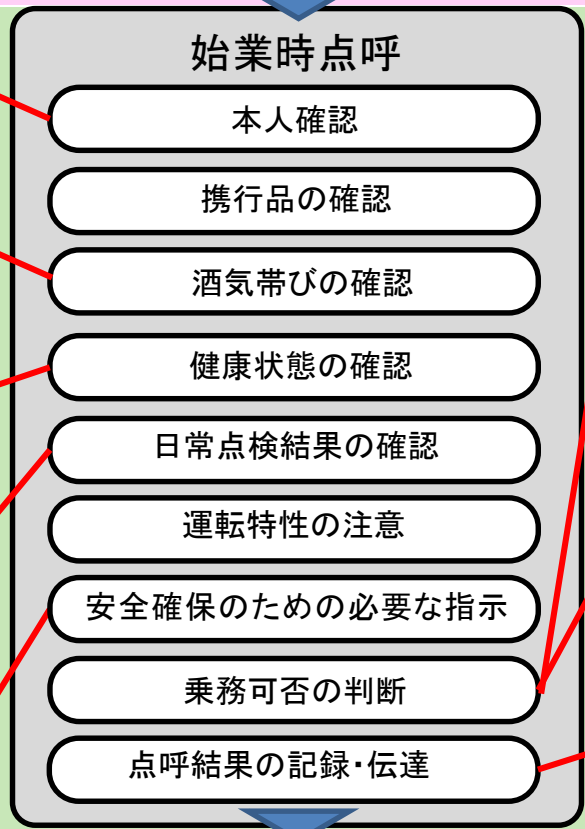 始業時点呼
本人確認
携行品の確認
酒気帯びの確認
健康状態の確認
日常点検結果の確認
運転特性の注意
安全確保のための必要な指示
乗務可否の判断
点呼結果の記録・伝達